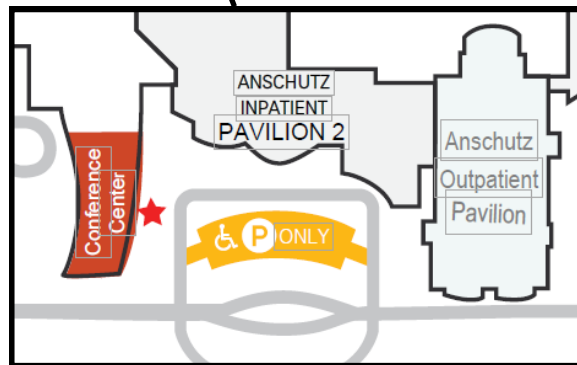 ANSCHUTZ
INPATIENT
PAVILION 2
Anschutz
Outpatient
Pavilion
Conference
Center
P ONLY